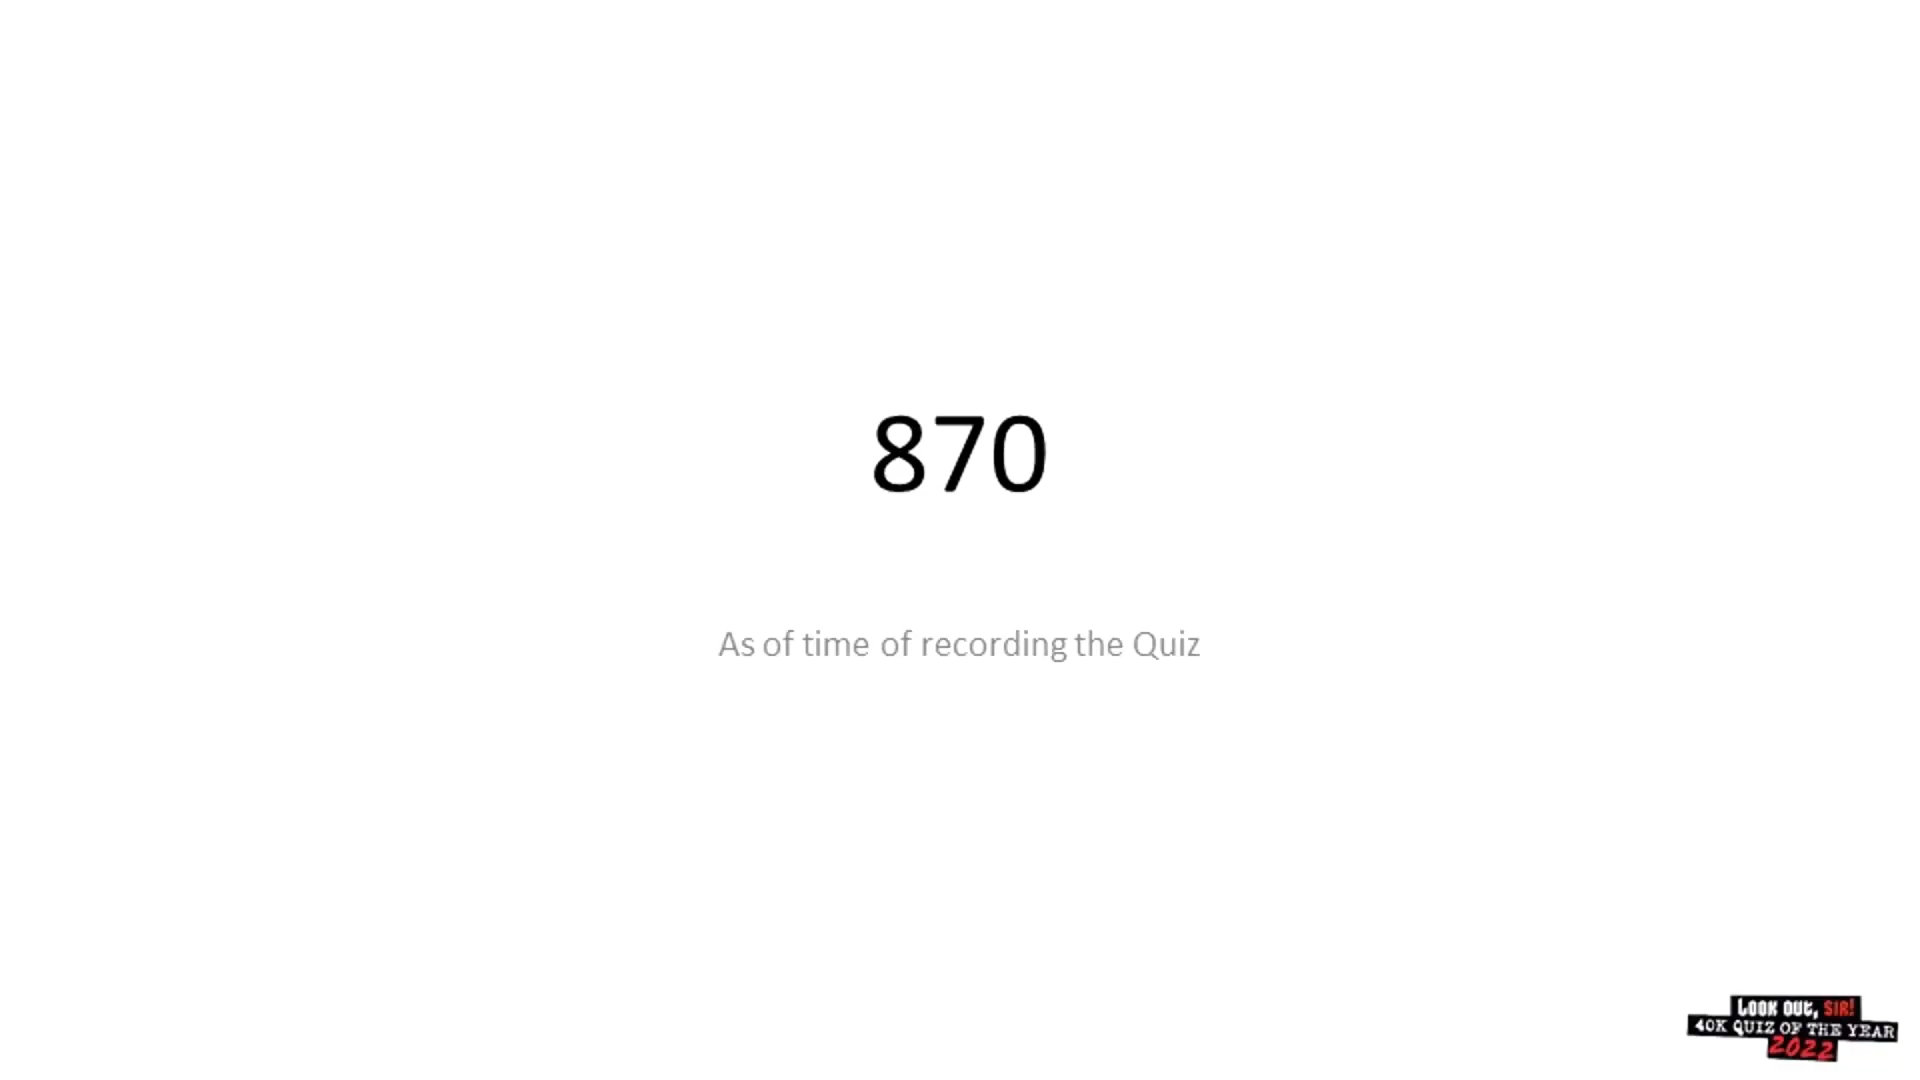 870
As of time of recording the Quiz
LOOK OUT, SIR!
40K QUIZ OF THE YEAR
2022